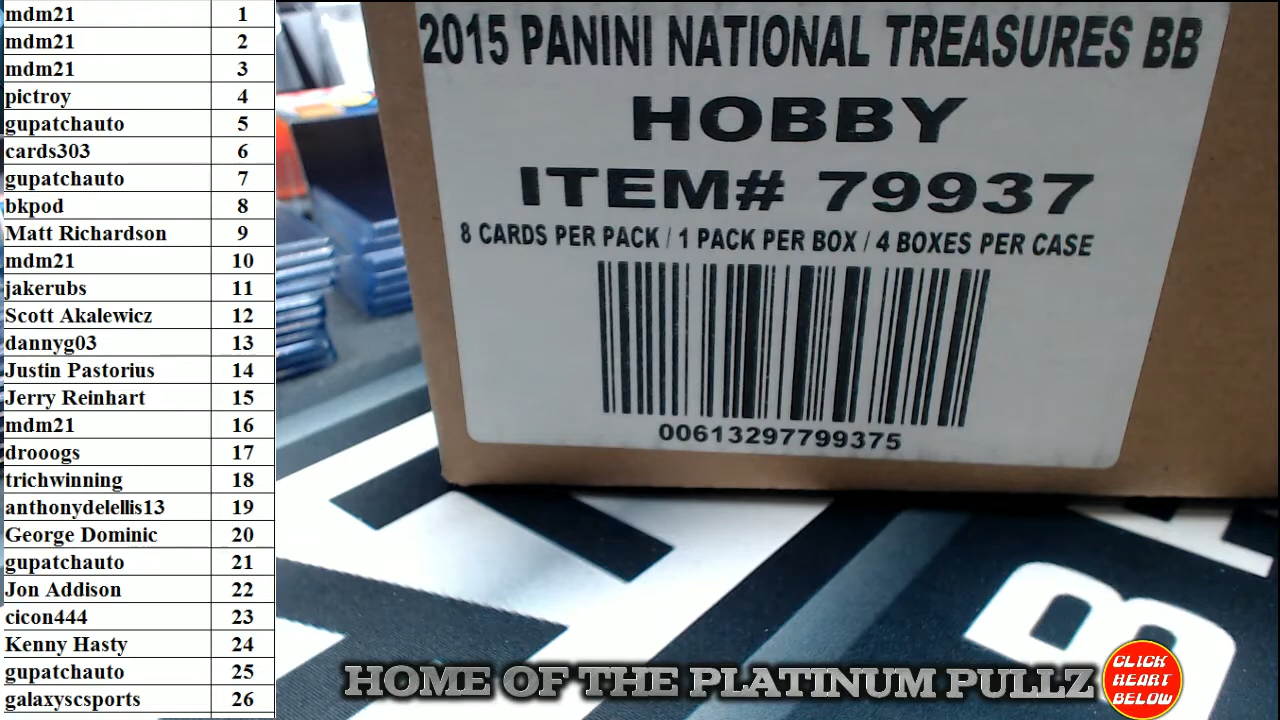 mdm21 1
mdm21 2
mdm21 3
pictroy 4
gupatchauto 5
cards303 6
gupatchauto 7
bkpod 8
Matt Richardson 9
mdm21 10
jakerubs 11
Scott Akalewicz 12
dannyg03 13
Justin Pastorius 14
Jerry Reinhart 15
mdm21 16
drooogs 17
trichwinning 18
anthonydelellis13 19
George Dominic 20
gupatchauto 21
Jon Addison 22
cicon444 23
Kenny Hasty 24
gupatchauto 25
galaxyscsports 26
2015 PANINI NATIONAL TREASURES BB
HOBBY
ITEM# 79937
8 CARDS PER PACK / 1 PACK PER BOX / 4 BOXES PER CASE
00613297799375
B
HOME OF THE PLATINUM PULLZ
CLICK
HEART
BELOW